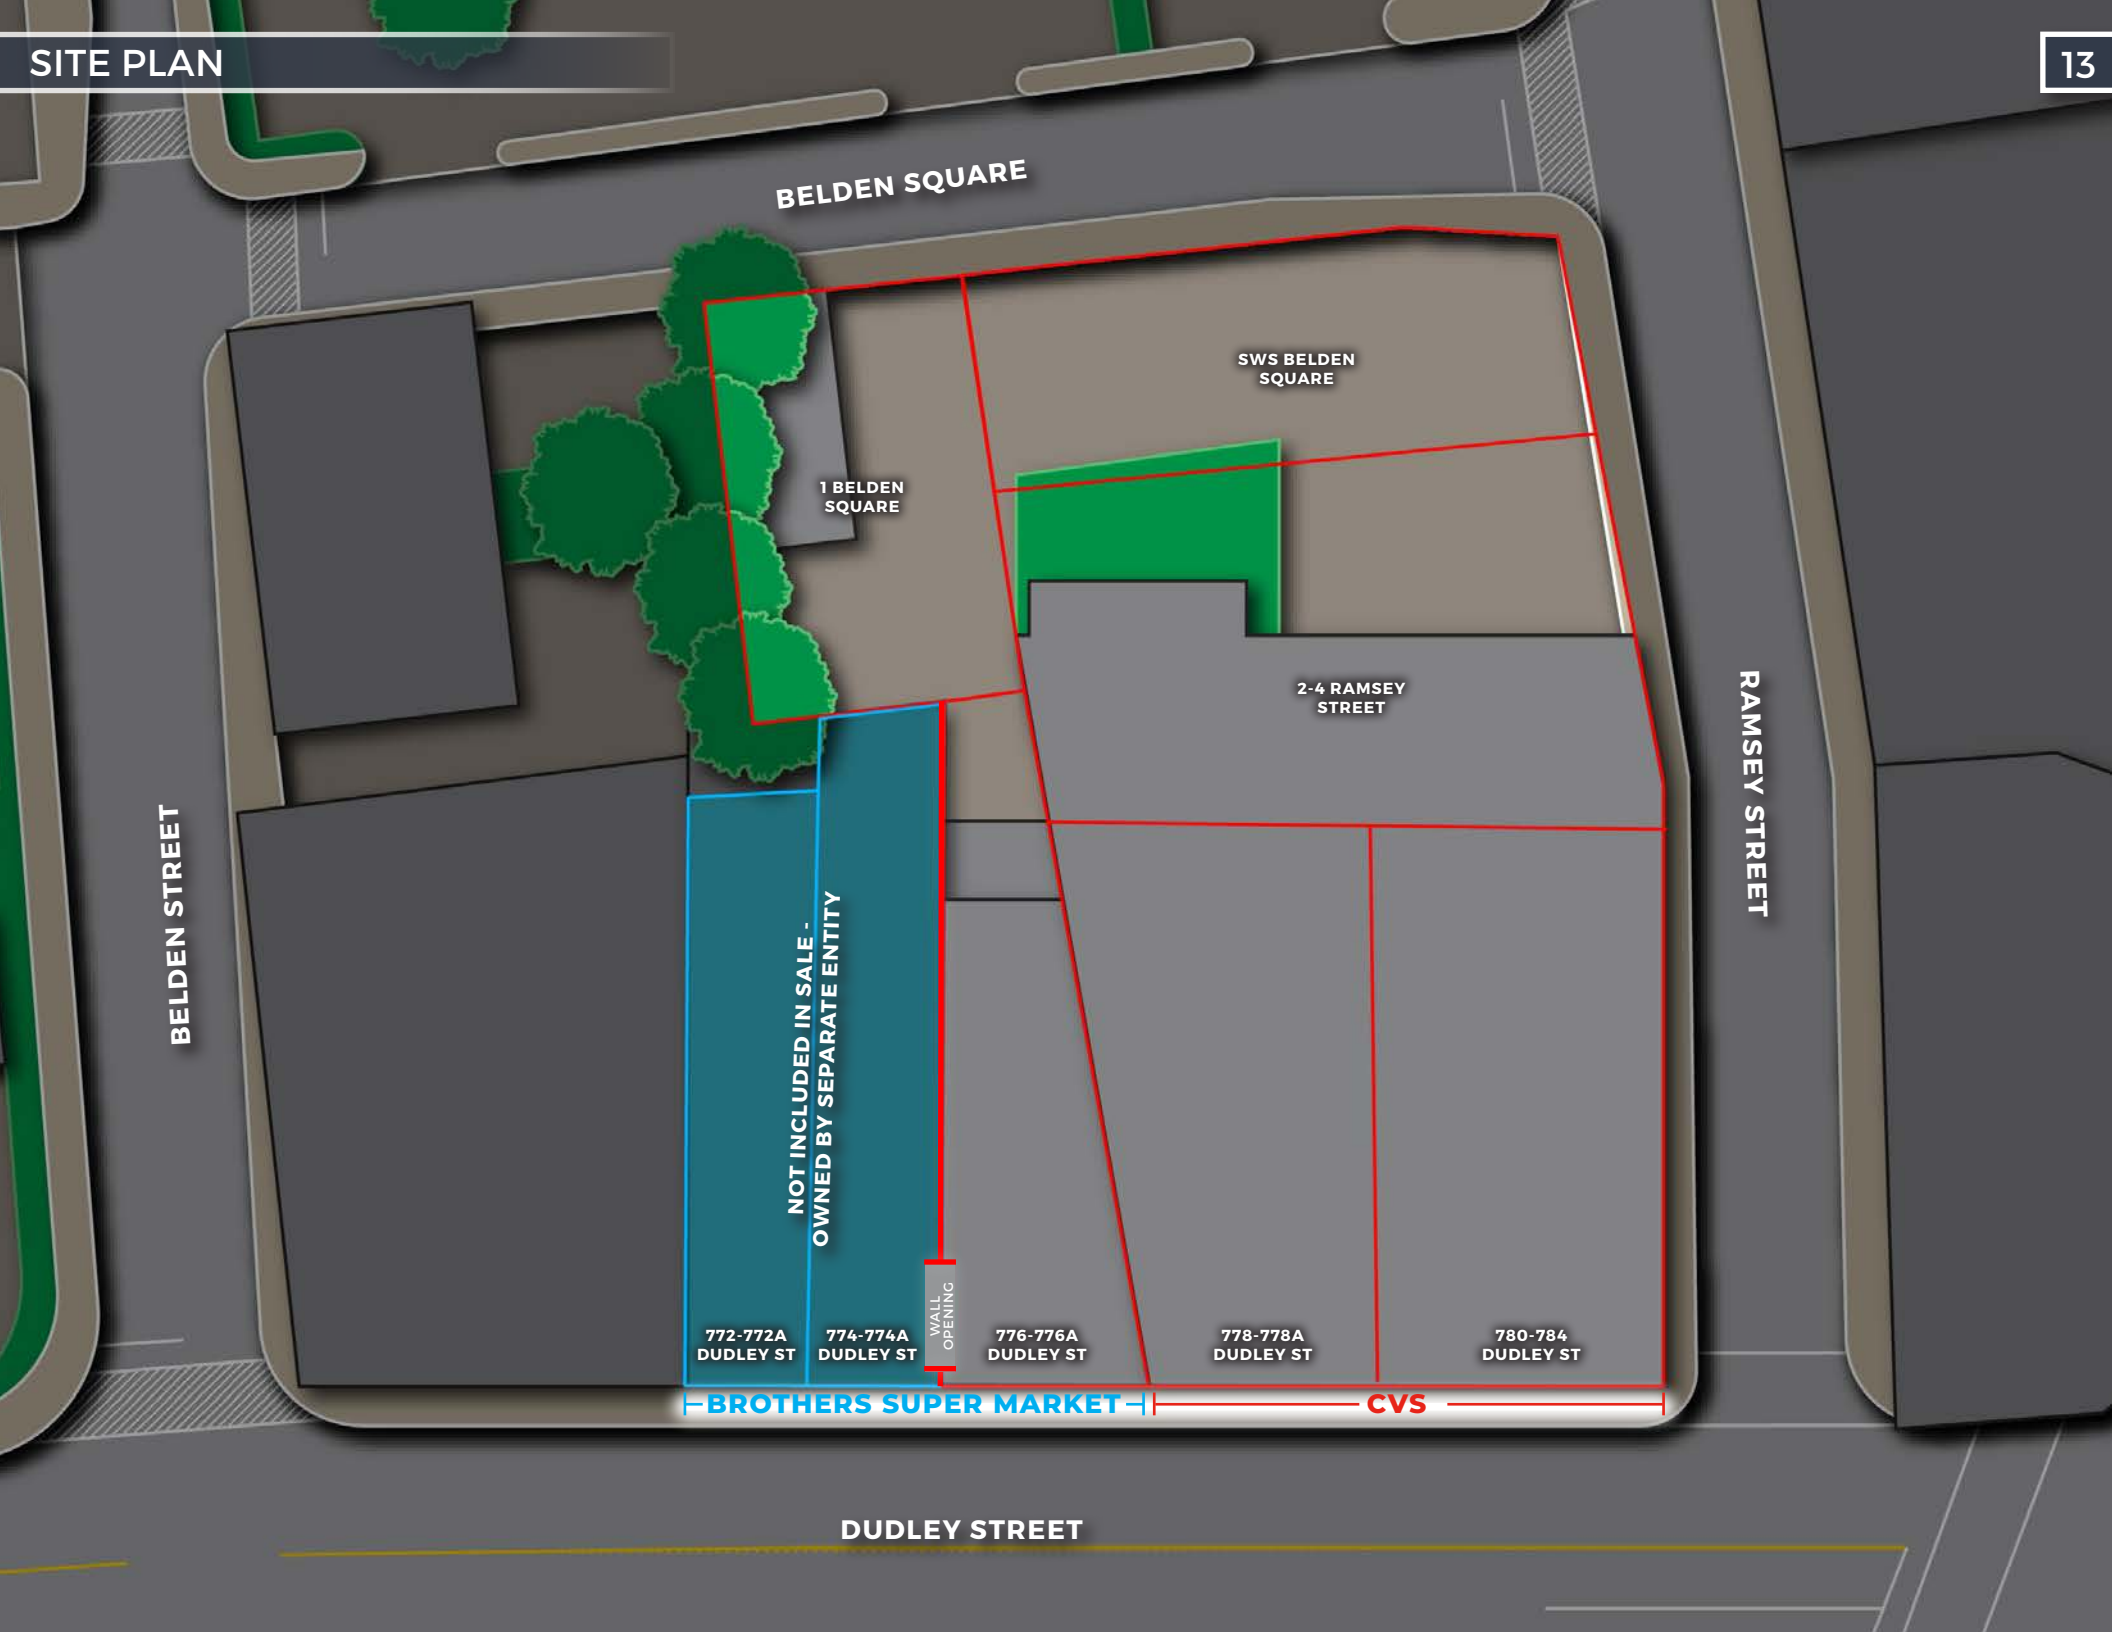 SITE PLAN
13
BELDEN SQUARE
SWS BELDEN
SQUARE
1 BELDEN
SQUARE
2-4 RAMSEY
STREET
RAMSEY STREET
BELDEN STREET
NOT INCLUDED IN SALE -
OWNED BY SEPARATE ENTITY
WALL
OPENING
772-772A
DUDLEY ST
774-774A
DUDLEY ST
776-776A
DUDLEY ST
778-778A
DUDLEY ST
780-784
DUDLEY ST
BROTHERS SUPER MARKET
CVS
DUDLEY STREET